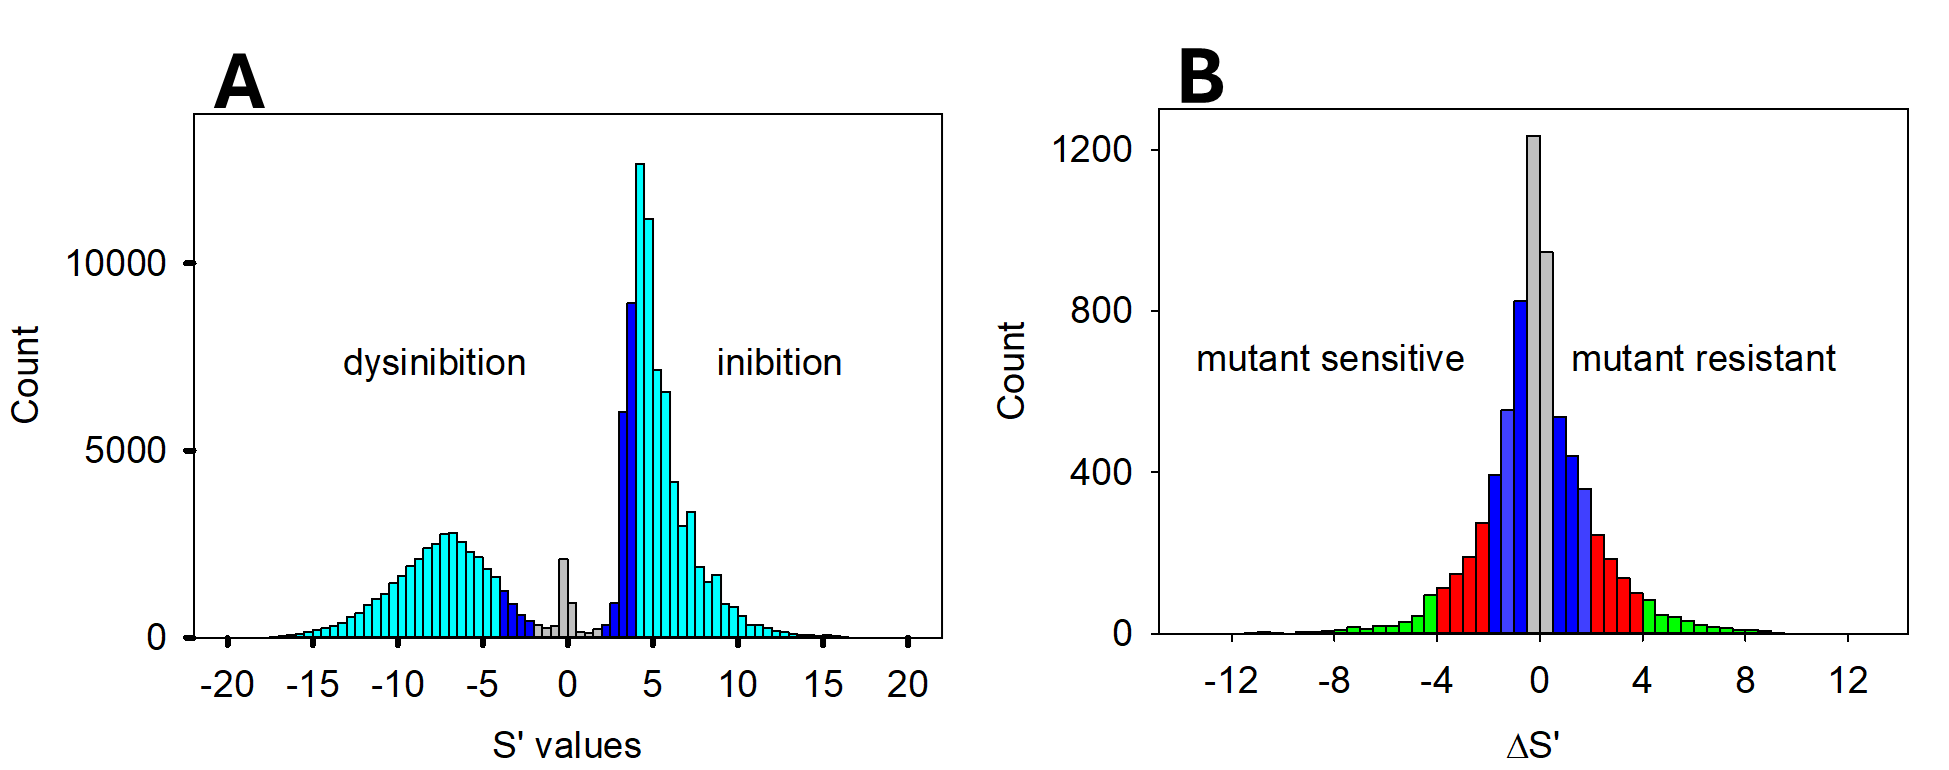 A
Count
10000
5000
0
dysinibition
inibition
-20 -15 -10 -5 0 5 10 15 20
S' values
B
Count
1200
800
400
0
mutant sensitive
mutant resistant
-12 -8 -4 0 4 8 12
ΔS'